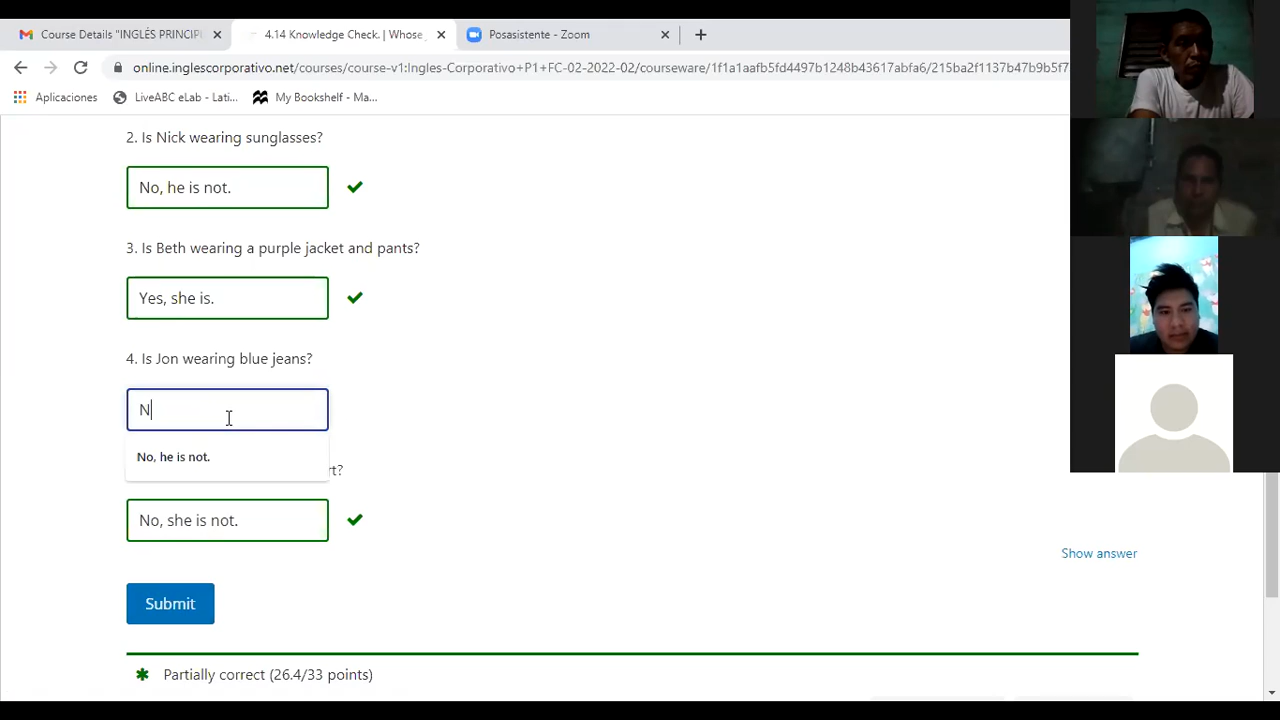 Course Details "INGLÉS PRINCIPI
4.14 Knowledge Check. | Whose
Posasistente - Zoom
online.inglescorporativo.net/courses/course-v1:Ingles-Corporativo+P1+FC-02-2022-02/courseware/1f1a1aafb5fd4497b1248b43617abfa6/215ba2f1137b47b9b5f7
Aplicaciones
LiveABC eLab - Lati...
My Bookshelf - Ma...
2. Is Nick wearing sunglasses?
No, he is not.
3. Is Beth wearing a purple jacket and pants?
Yes, she is.
4. Is Jon wearing blue jeans?
N
No, he is not.
rt?
No, she is not.
Show answer
Submit
Partially correct (26.4/33 points)